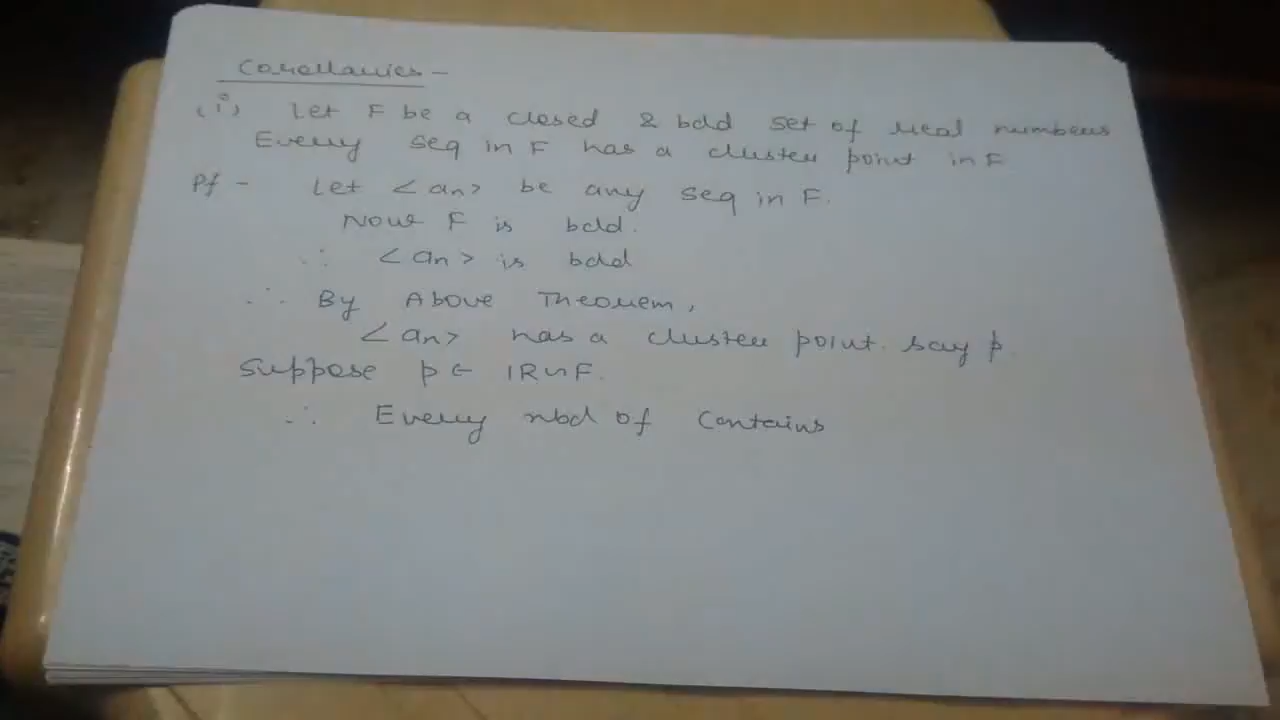 Corollaries -
(i) Let F be a closed & bdd set of real numbers
Every seq in F has a cluster point in F
Pf - Let <an> be any seq in F.
Now F is bdd.
∴ <an> is bdd
∴ By Above Theorem,
<an> has a cluster point. say p.
Suppose p ∈ IR ~ F.
∴ Every nbd of Contains